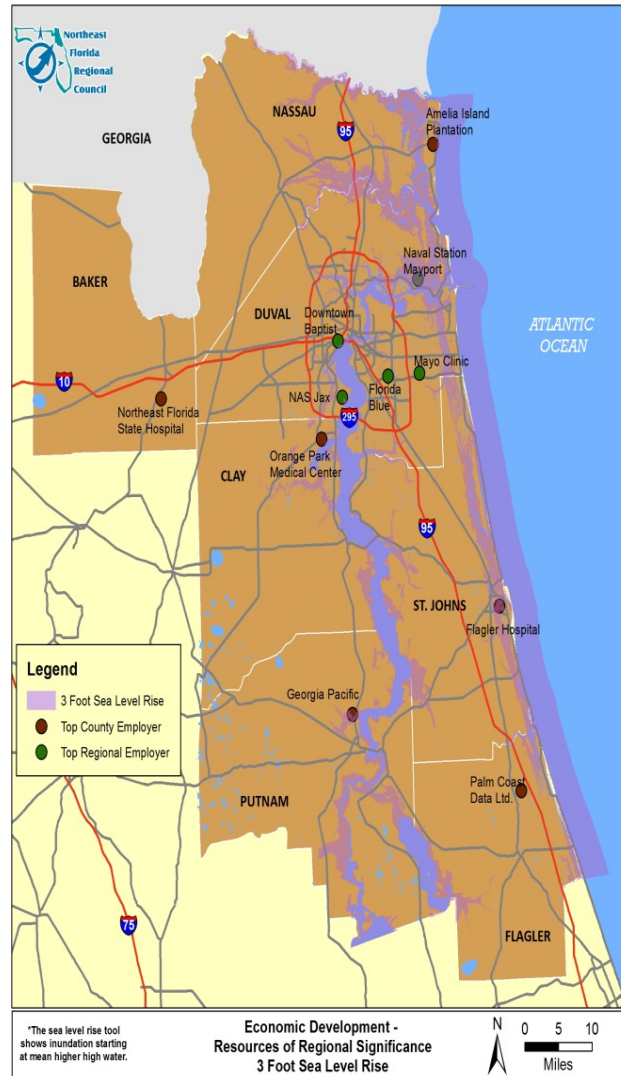 Northeast
Florida
Regional
Council
GEORGIA
NASSAU
95
Amelia Island
Plantation
BAKER
DUVAL
Naval Station
Mayport
Downtown
Baptist
ATLANTIC
OCEAN
Mayo Clinic
10
Northeast Florida
State Hospital
NAS Jax
Florida
Blue
295
Orange Park
Medical Center
CLAY
95
ST. JOHNS
Flagler Hospital
Legend
3 Foot Sea Level Rise
Top County Employer
Top Regional Employer
Georgia Pacific
Palm Coast
Data Ltd.
PUTNAM
75
FLAGLER
*The sea level rise tool
shows inundation starting
at mean higher high water.
Economic Development -
Resources of Regional Significance
3 Foot Sea Level Rise
N
0 5 10
Miles